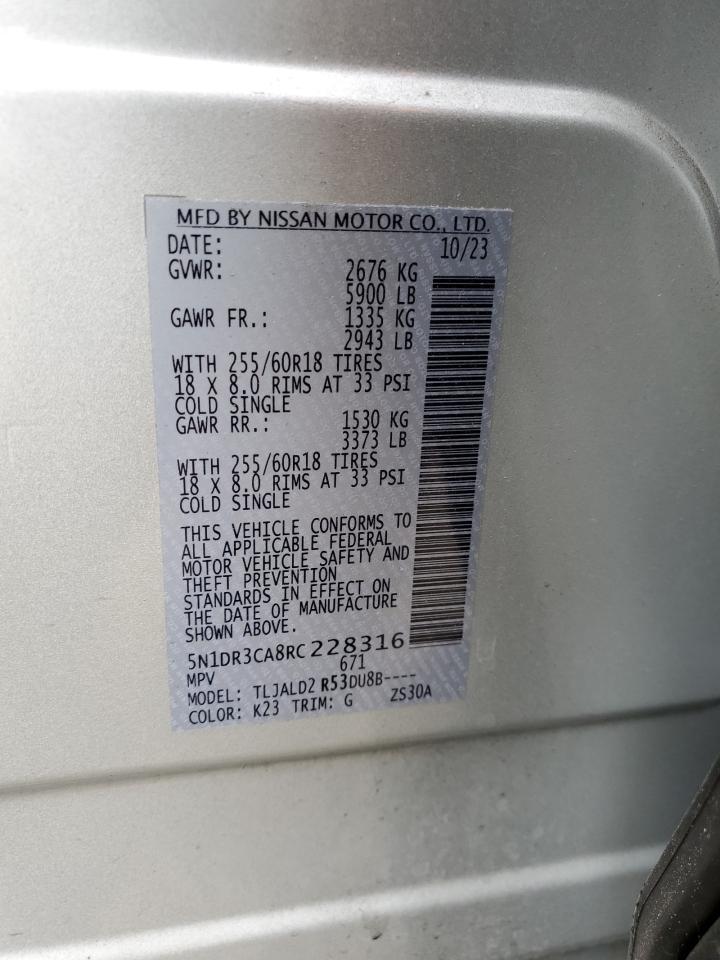 MFD BY NISSAN MOTOR CO., LTD.
DATE: 10/23
GVWR: 2676 KG
5900 LB
GAWR FR.: 1335 KG
2943 LB
WITH 255/60R18 TIRES
18 X 8.0 RIMS AT 33 PSI
COLD SINGLE
GAWR RR.: 1530 KG
3373 LB
WITH 255/60R18 TIRES
18 X 8.0 RIMS AT 33 PSI
COLD SINGLE
THIS VEHICLE CONFORMS TO
ALL APPLICABLE FEDERAL
MOTOR VEHICLE SAFETY AND
THEFT PREVENTION
STANDARDS IN EFFECT ON
THE DATE OF MANUFACTURE
SHOWN ABOVE.
5N1DR3CA8RC228316
MPV 671
MODEL: TLJALD2 R53DU8B----
COLOR: K23 TRIM: G ZS30A